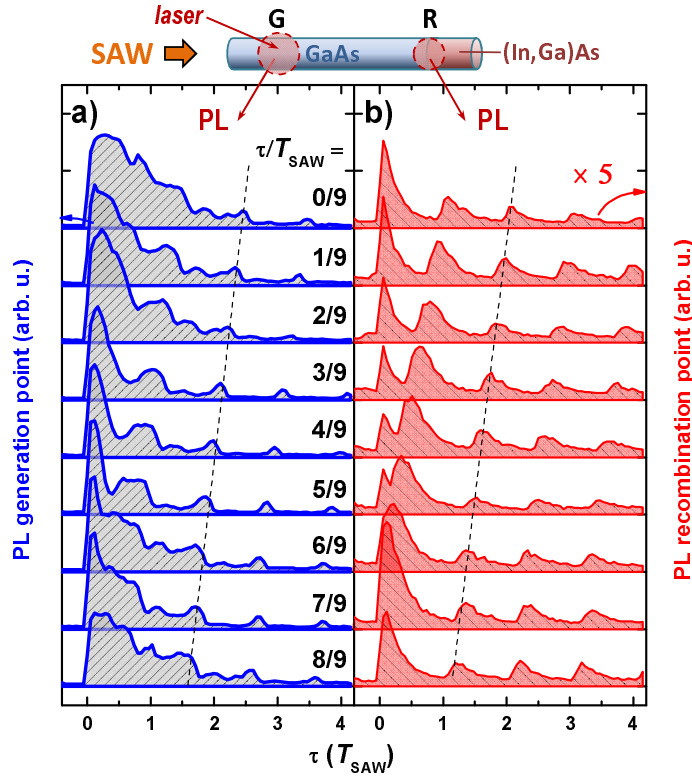 laser
G
R
SAW
GaAs
(In,Ga)As
PL
PL
a)
b)
τ/T_SAW =
× 5
0/9
1/9
2/9
3/9
4/9
5/9
6/9
7/9
8/9
PL generation point (arb. u.)
PL recombination point (arb. u.)
0 1 2 3 4 0 1 2 3 4
τ (T_SAW)